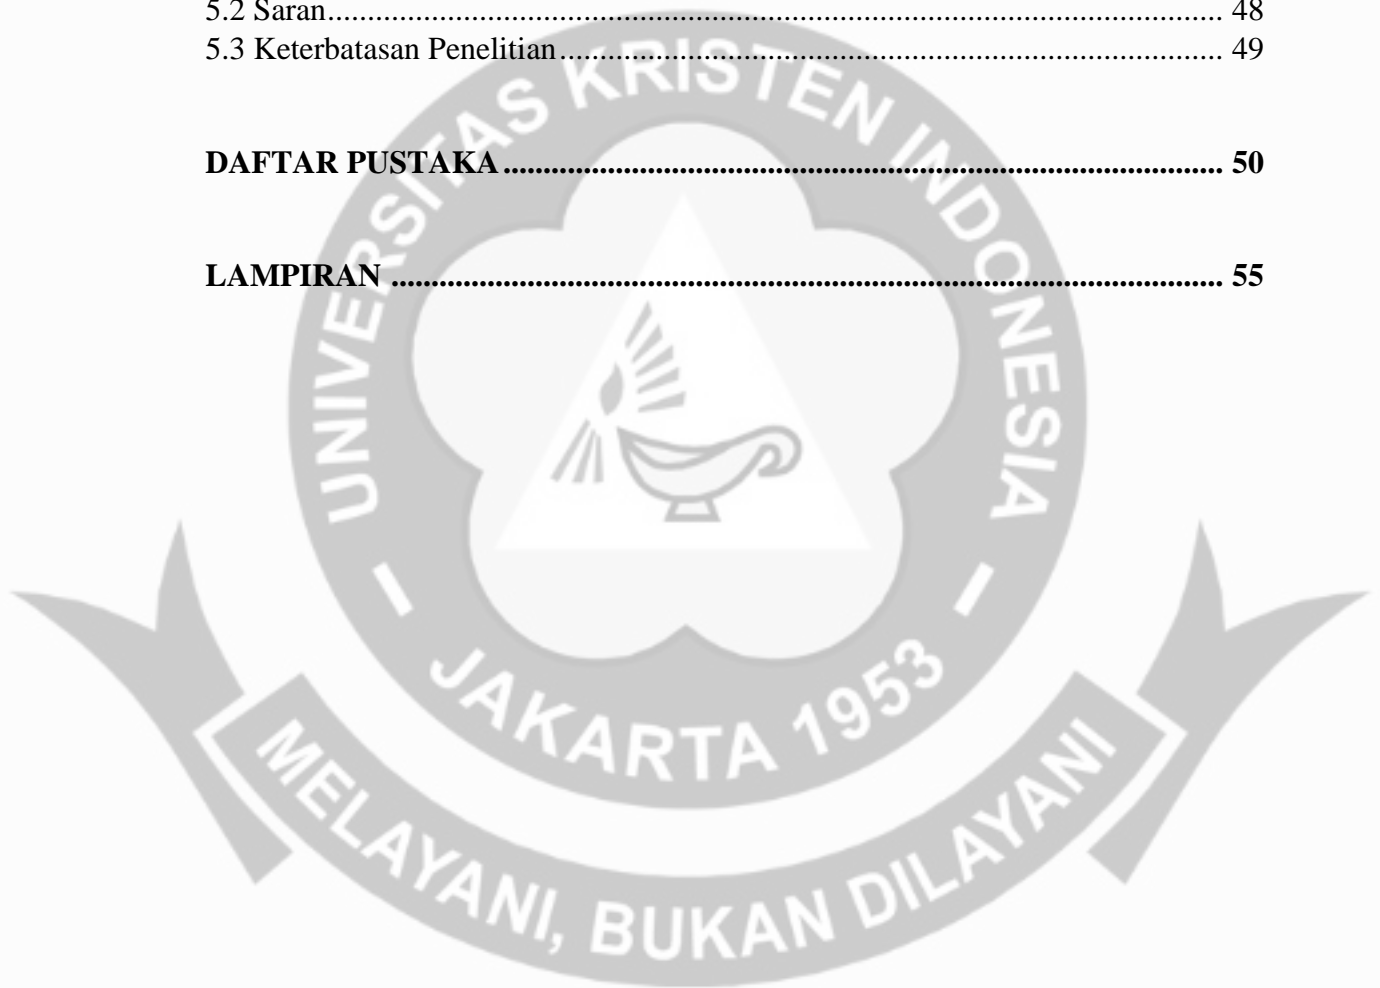 5.2 Saran........................................................................................................................ 48
5.3 Keterbatasan Penelitian......................................................................................... 49
DAFTAR PUSTAKA................................................................................................ 50
LAMPIRAN ............................................................................................................... 55
UNIVERSITAS KRISTEN INDONESIA
JAKARTA 1953
MELAYANI, BUKAN DILAYANI